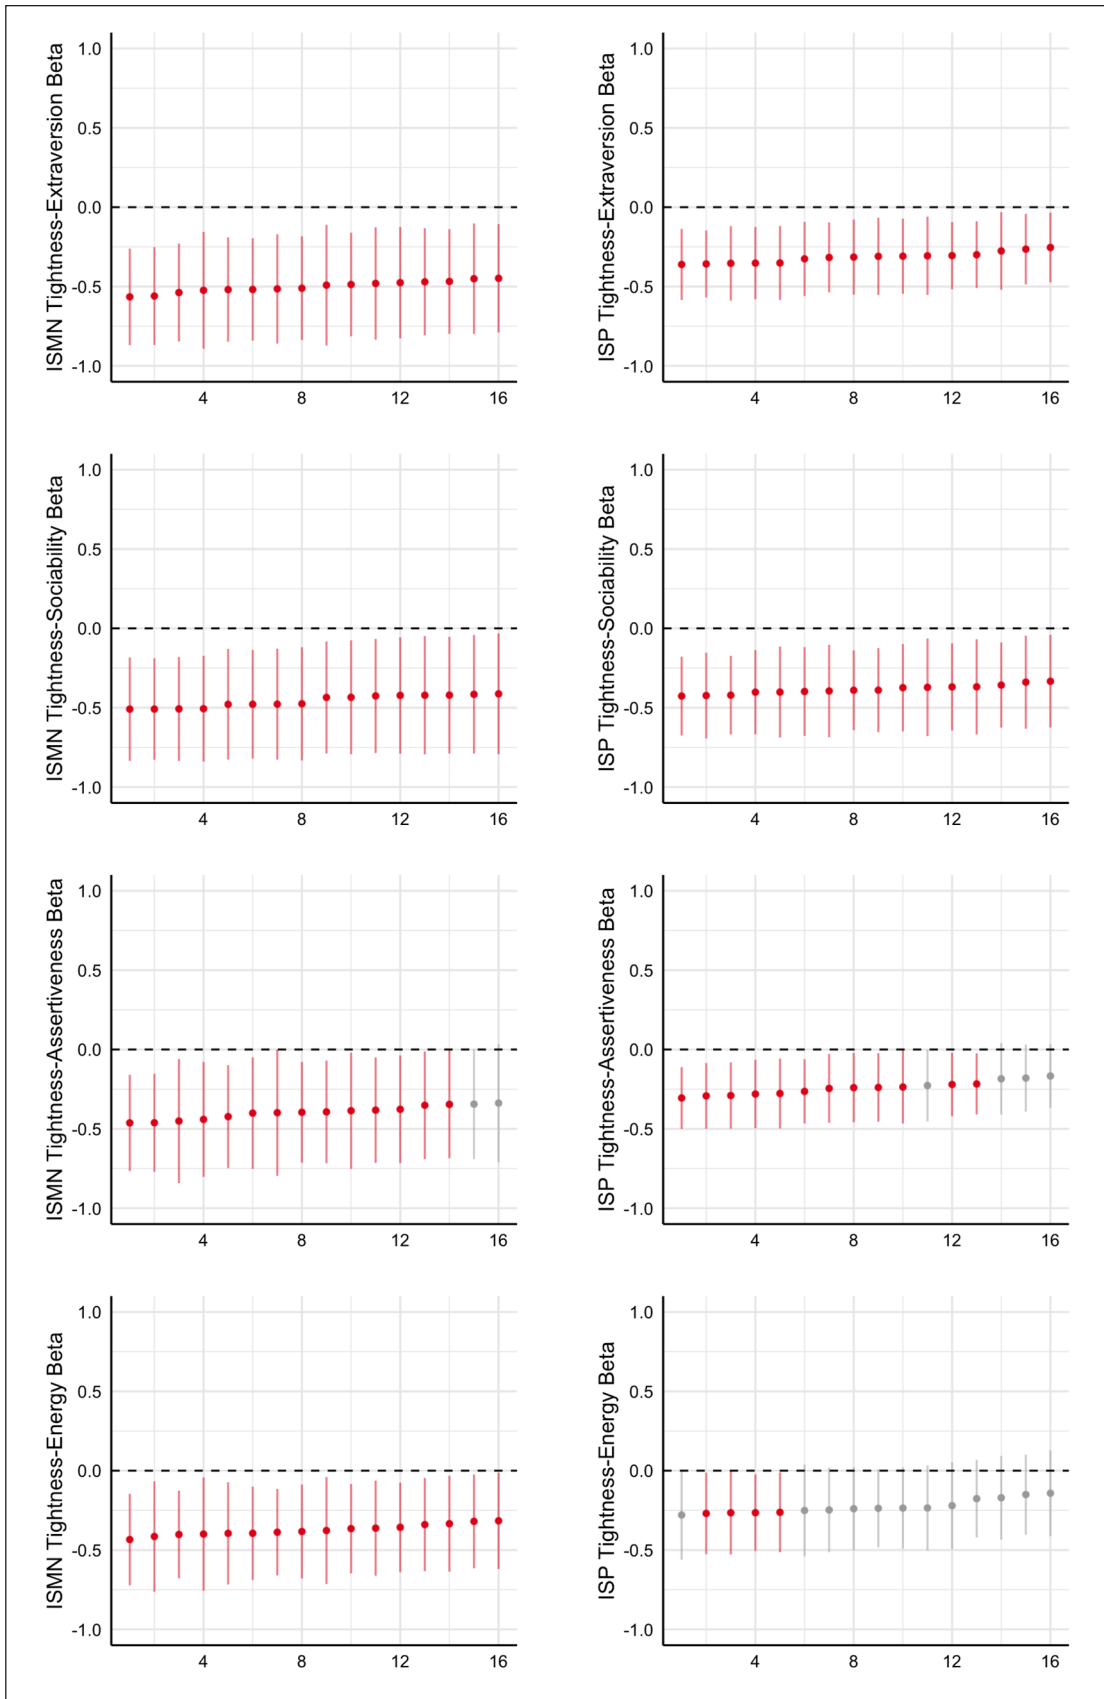 ISMN Tightness-Extraversion Beta
1.0
0.5
0.0
-0.5
-1.0
4 8 12 16
ISP Tightness-Extraversion Beta
1.0
0.5
0.0
-0.5
-1.0
4 8 12 16
ISMN Tightness-Sociability Beta
1.0
0.5
0.0
-0.5
-1.0
4 8 12 16
ISP Tightness-Sociability Beta
1.0
0.5
0.0
-0.5
-1.0
4 8 12 16
ISMN Tightness-Assertiveness Beta
1.0
0.5
0.0
-0.5
-1.0
4 8 12 16
ISP Tightness-Assertiveness Beta
1.0
0.5
0.0
-0.5
-1.0
4 8 12 16
ISMN Tightness-Energy Beta
1.0
0.5
0.0
-0.5
-1.0
4 8 12 16
ISP Tightness-Energy Beta
1.0
0.5
0.0
-0.5
-1.0
4 8 12 16